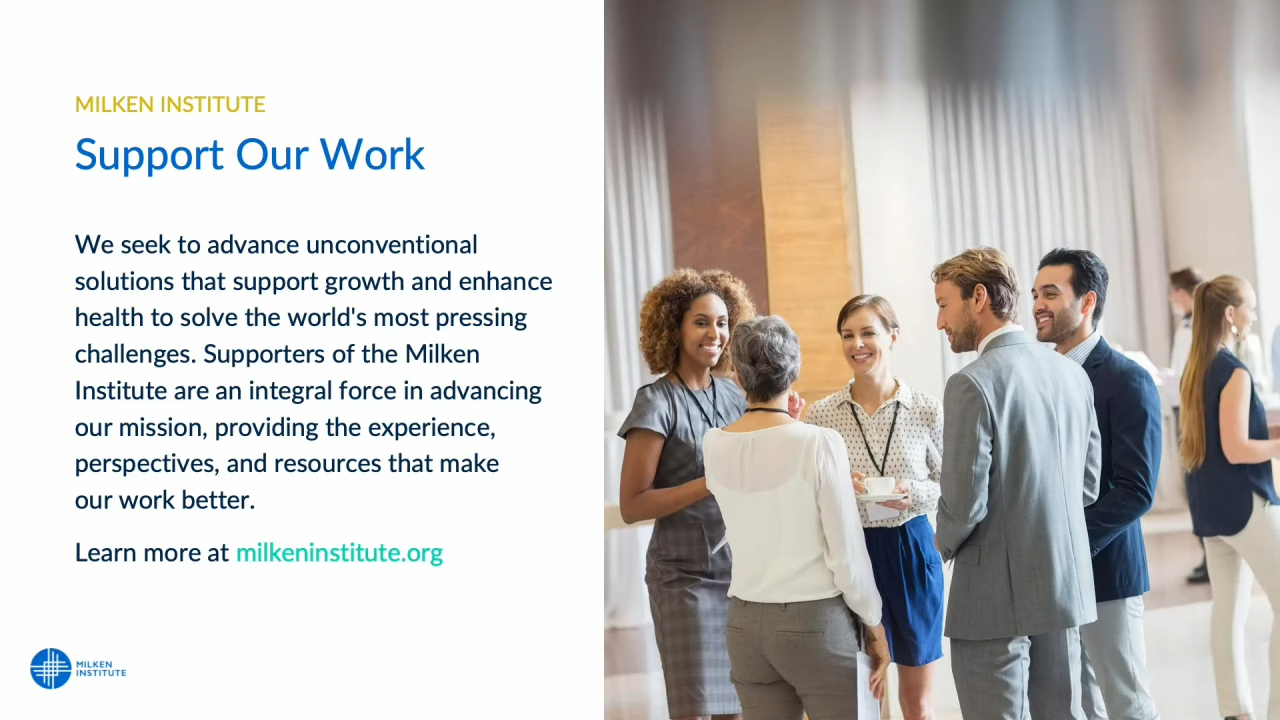 MILKEN INSTITUTE
Support Our Work
We seek to advance unconventional
solutions that support growth and enhance
health to solve the world's most pressing
challenges. Supporters of the Milken
Institute are an integral force in advancing
our mission, providing the experience,
perspectives, and resources that make
our work better.
Learn more at milkeninstitute.org
MILKEN
INSTITUTE